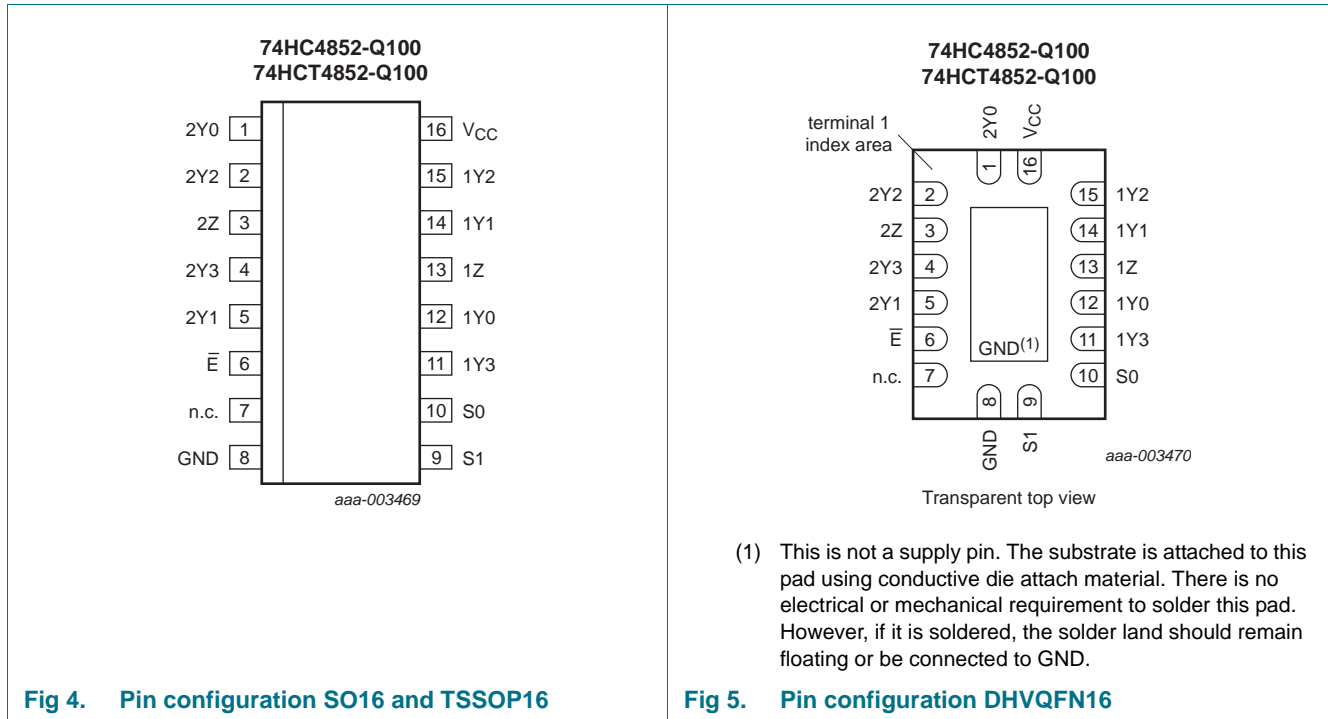 74HC4852-Q100
74HCT4852-Q100
2Y0 1 16 VCC
2Y2 2 15 1Y2
2Z 3 14 1Y1
2Y3 4 13 1Z
2Y1 5 12 1Y0
E̅ 6 11 1Y3
n.c. 7 10 S0
GND 8 9 S1
aaa-003469
Fig 4. Pin configuration SO16 and TSSOP16
74HC4852-Q100
74HCT4852-Q100
terminal 1
index area
2Y0 VCC
1 16
2Y2 2 15 1Y2
2Z 3 14 1Y1
2Y3 4 13 1Z
2Y1 5 12 1Y0
E̅ 6 11 1Y3
GND(1)
n.c. 7 10 S0
8 9
GND S1
aaa-003470
Transparent top view
(1) This is not a supply pin. The substrate is attached to this
pad using conductive die attach material. There is no
electrical or mechanical requirement to solder this pad.
However, if it is soldered, the solder land should remain
floating or be connected to GND.
Fig 5. Pin configuration DHVQFN16